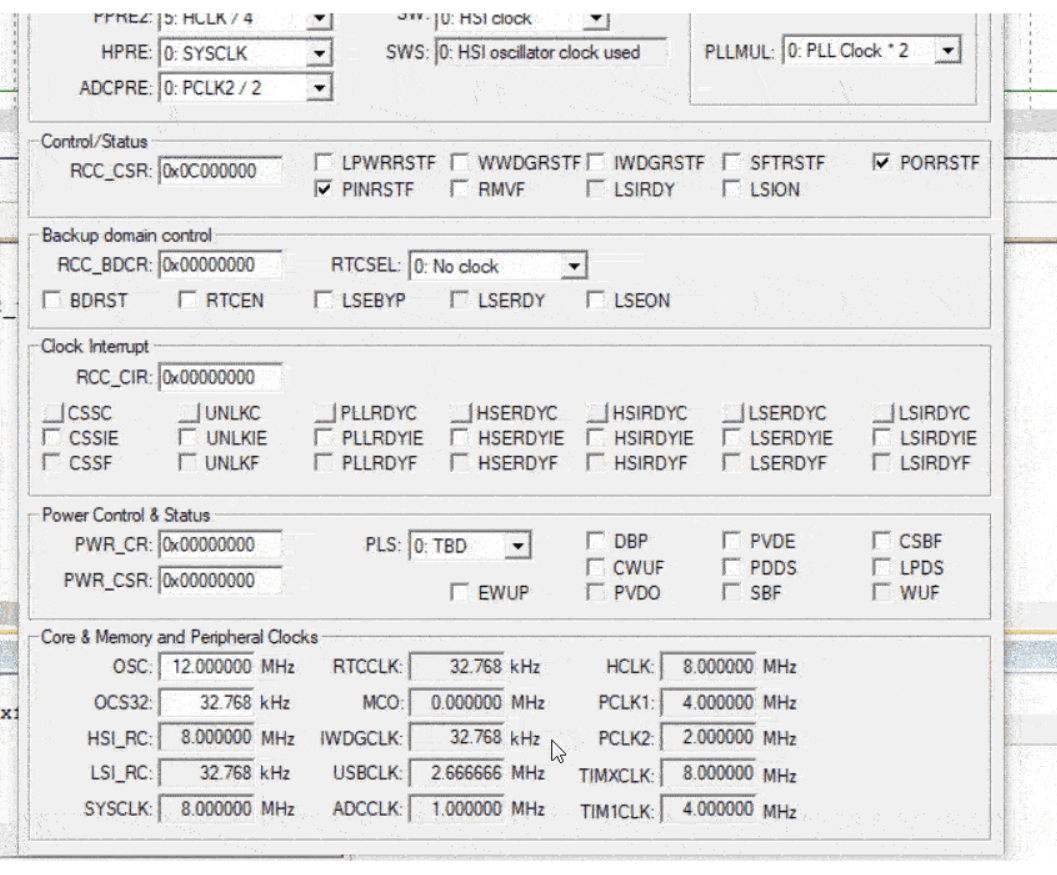 PPRE2: 5: HCLK / 4 SW: 0: HSI clock
HPRE: 0: SYSCLK SWS: 0: HSI oscillator clock used PLLMUL: 0: PLL Clock * 2
ADCPRE: 0: PCLK2 / 2
Control/Status
RCC_CSR: 0x0C000000 LPWRRSTF WWDGRSTF IWDGRSTF SFTRSTF PORRSTF
PINRSTF RMVF LSIRDY LSION
Backup domain control
RCC_BDCR: 0x00000000 RTCSEL: 0: No clock
BDRST RTCEN LSEBYP LSERDY LSEON
Clock Interrupt
RCC_CIR: 0x00000000
CSSC UNLKC PLLRDYC HSERDYC HSIRDYC LSERDYC LSIRDYC
CSSIE UNLKIE PLLRDYIE HSERDYIE HSIRDYIE LSERDYIE LSIRDYIE
CSSF UNLKF PLLRDYF HSERDYF HSIRDYF LSERDYF LSIRDYF
Power Control & Status
PWR_CR: 0x00000000 PLS: 0: TBD DBP PVDE CSBF
CWUF PDDS LPDS
PWR_CSR: 0x00000000 EWUP PVDO SBF WUF
Core & Memory and Peripheral Clocks
OSC: 12.000000 MHz RTCCLK: 32.768 kHz HCLK: 8.000000 MHz
OCS32: 32.768 kHz MCO: 0.000000 MHz PCLK1: 4.000000 MHz
HSI_RC: 8.000000 MHz IWDGCLK: 32.768 kHz PCLK2: 2.000000 MHz
LSI_RC: 32.768 kHz USBCLK: 2.666666 MHz TIMXCLK: 8.000000 MHz
SYSCLK: 8.000000 MHz ADCCLK: 1.000000 MHz TIM1CLK: 4.000000 MHz